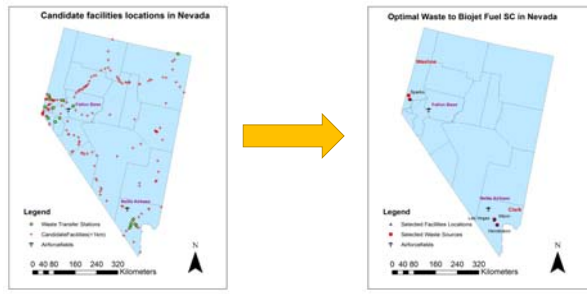 Candidate facilities locations in Nevada
Fallon Base
Nellis Airbase
Legend
Waste Transfer Stations
CandidateFacilities(<1km)
Airforcefields
0 40 80 160 240 320
Kilometers
N
Optimal Waste to Biojet Fuel SC in Nevada
Washoe
Sparks
Fallon Base
Nellis Airbase
Clark
Las Vegas
Henderson
Legend
Selected Facilities Locations
Selected Waste Sources
Airforcefields
0 40 80 160 240 320
Kilometers
N